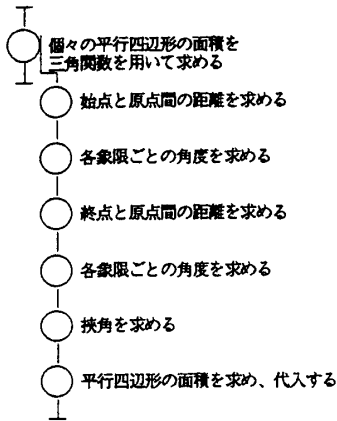 個々の平行四辺形の面積を
三角関数を用いて求める
始点と原点間の距離を求める
各象限ごとの角度を求める
終点と原点間の距離を求める
各象限ごとの角度を求める
挟角を求める
平行四辺形の面積を求め、代入する